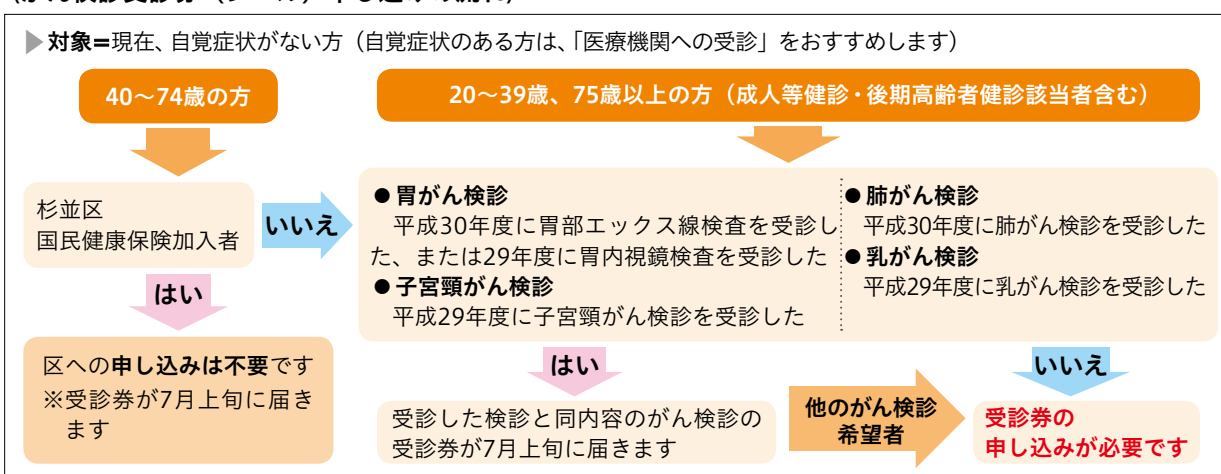 ▶対象=現在、自覚症状がない方（自覚症状のある方は、「医療機関への受診」をおすすめします）
40〜74歳の方
20〜39歳、75歳以上の方（成人等健診・後期高齢者健診該当者含む）
杉並区
国民健康保険加入者
いいえ
はい
区への申し込みは不要です
※受診券が7月上旬に届き
ます
●胃がん検診
平成30年度に胃部エックス線検査を受診し
た、または29年度に胃内視鏡検査を受診した
●子宮頸がん検診
平成29年度に子宮頸がん検診を受診した
●肺がん検診
平成30年度に肺がん検診を受診した
●乳がん検診
平成29年度に乳がん検診を受診した
はい
受診した検診と同内容のがん検診の
受診券が7月上旬に届きます
他のがん検診
希望者
いいえ
受診券の
申し込みが必要です